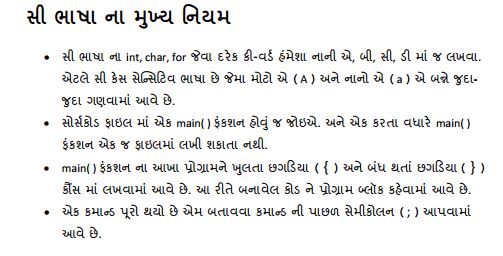 સી ભાષા ના મુખ્ય નિયમ
• સી ભાષા ના int, char, for જેવા દરેક કી-વર્ડ હંમેશા નાની એ, બી, સી, ડી માં જ લખવા.
એટલે સી કેસ સેન્સિટિવ ભાષા છે જેમા મોટો એ ( A ) અને નાનો એ ( a ) એ બન્ને જુદા-
જુદા ગણવામાં આવે છે.
• સોર્સકોડ ફાઇલ માં એક main( ) ફંકશન હોવું જ જોઇએ. અને એક કરતા વધારે main( )
ફંકશન એક જ ફાઇલમાં લખી શકાતા નથી.
• main( ) ફંકશન ના આખા પ્રોગ્રામને ખુલતા છગડિયા ( { ) અને બંધ થતાં છગડિયા ( } )
કૌંસ માં લખવામાં આવે છે. આ રીતે બનાવેલ કોડ ને પ્રોગ્રામ બ્લૉક કહેવામાં આવે છે.
• એક કમાન્ડ પૂરો થયો છે એમ બતાવવા કમાન્ડ ની પાછળ સેમીકોલન ( ; ) આપવામાં
આવે છે.